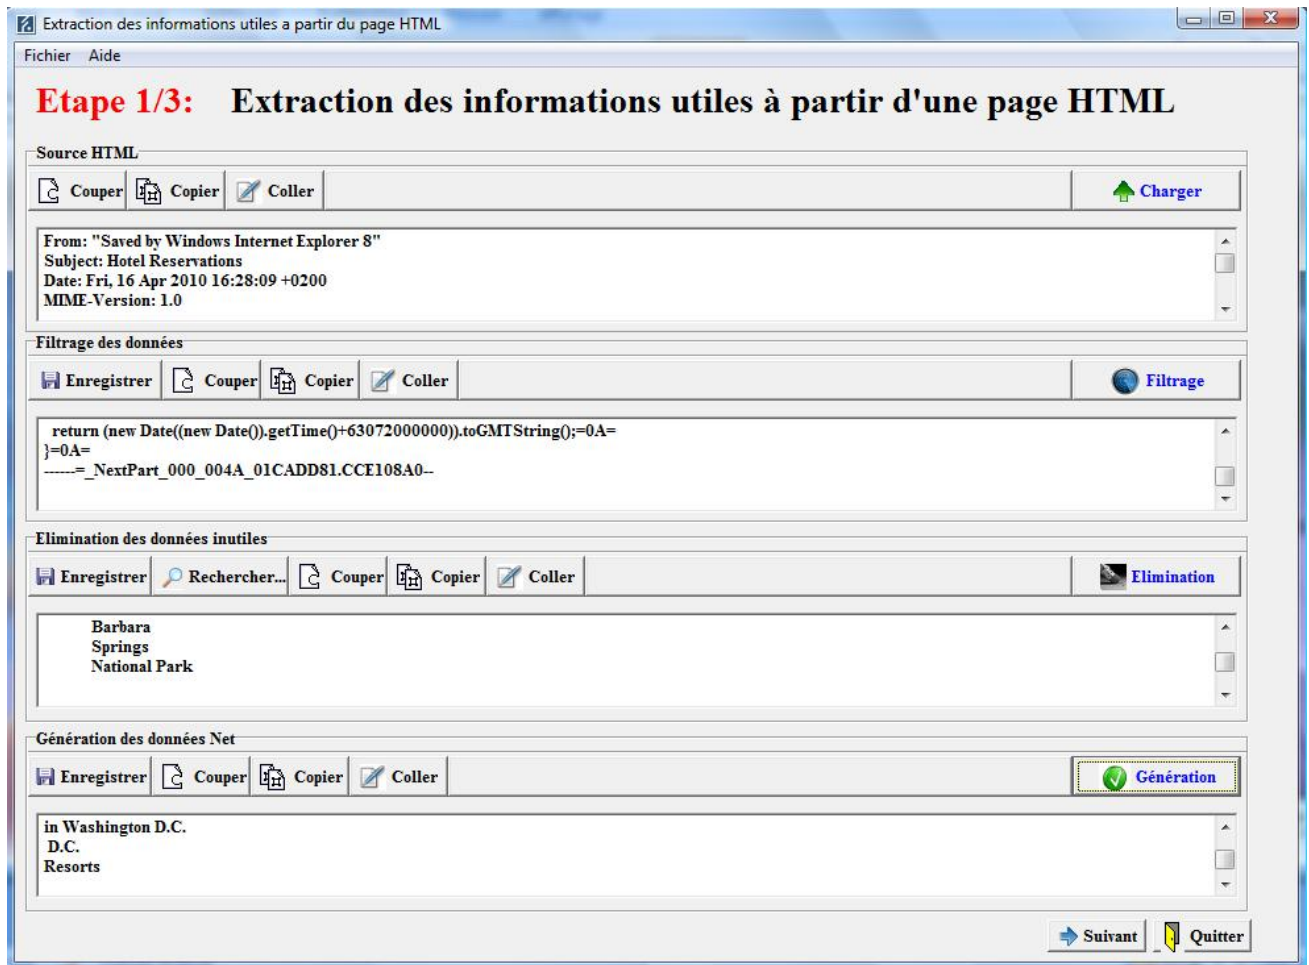 Extraction des informations utiles a partir du page HTML
Fichier Aide
Etape 1/3: Extraction des informations utiles à partir d'une page HTML
Source HTML
Couper Copier Coller Charger
From: "Saved by Windows Internet Explorer 8"
Subject: Hotel Reservations
Date: Fri, 16 Apr 2010 16:28:09 +0200
MIME-Version: 1.0
Filtrage des données
Enregistrer Couper Copier Coller Filtrage
return (new Date((new Date()).getTime()+63072000000)).toGMTString();=0A=
}=0A=
------=_NextPart_000_004A_01CADD81.CCE108A0--
Elimination des données inutiles
Enregistrer Rechercher... Couper Copier Coller Elimination
Barbara
Springs
National Park
Génération des données Net
Enregistrer Couper Copier Coller Génération
in Washington D.C.
D.C.
Resorts
Suivant Quitter